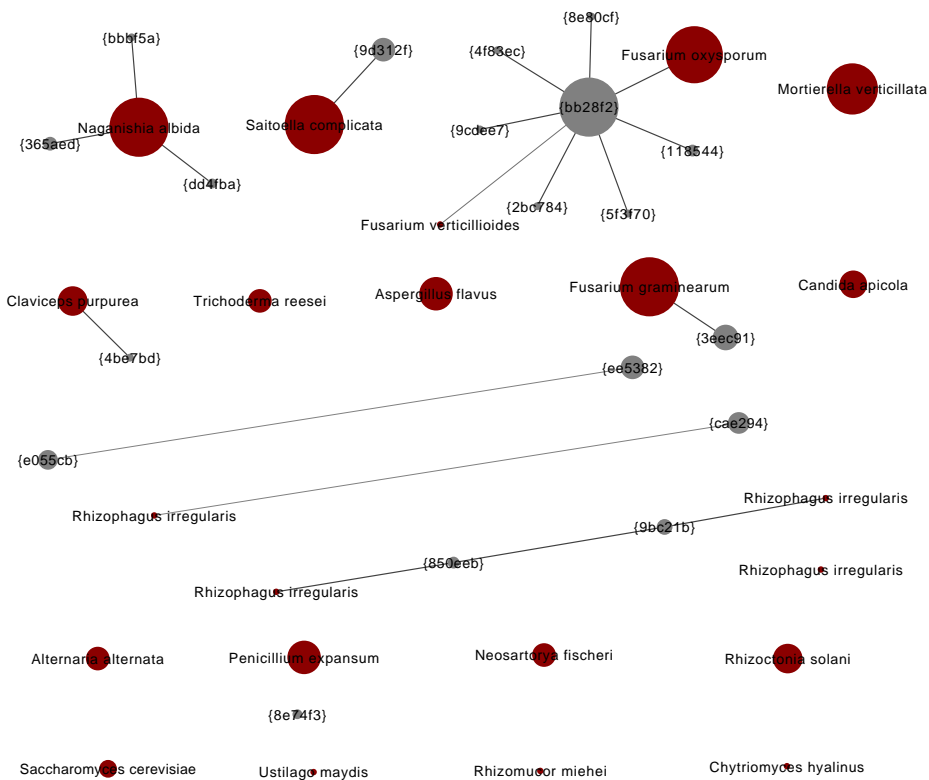 {8e80cf}
{bbbf5a}
{9d312f}
{4f83ec}
Fusarium oxysporum
Mortierella verticillata
{bb28f2}
Naganishia albida
Saitoella complicata
{9cdee7}
{365aed}
{118544}
{dd4fba}
{2bc784}
{5f3f70}
Fusarium verticillioides
Claviceps purpurea
Trichoderma reesei
Aspergillus flavus
Fusarium graminearum
Candida apicola
{4be7bd}
{3eec91}
{ee5382}
{cae294}
{e055cb}
Rhizophagus irregularis
Rhizophagus irregularis
{9bc21b}
{850eeb}
Rhizophagus irregularis
Rhizophagus irregularis
Alternaria alternata
Penicillium expansum
Neosartorya fischeri
Rhizoctonia solani
{8e74f3}
Saccharomyces cerevisiae
Ustilago maydis
Rhizomucor miehei
Chytriomyces hyalinus